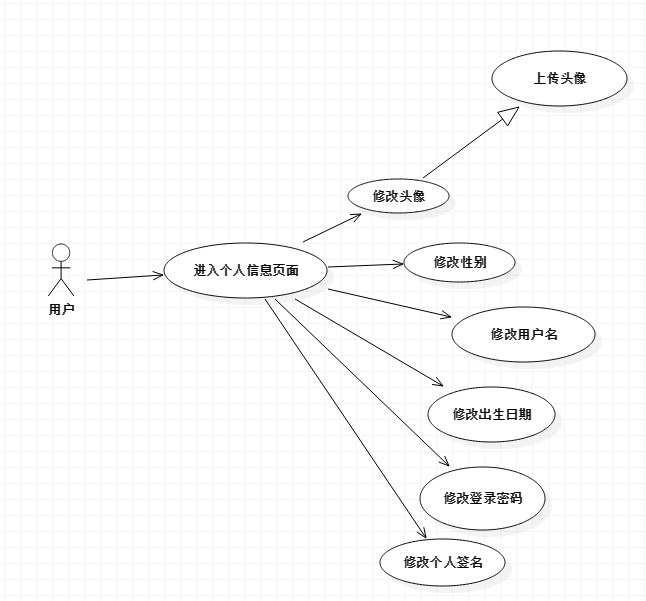 上传头像
修改头像
修改性别
进入个人信息页面
用户
修改用户名
修改出生日期
修改登录密码
修改个人签名